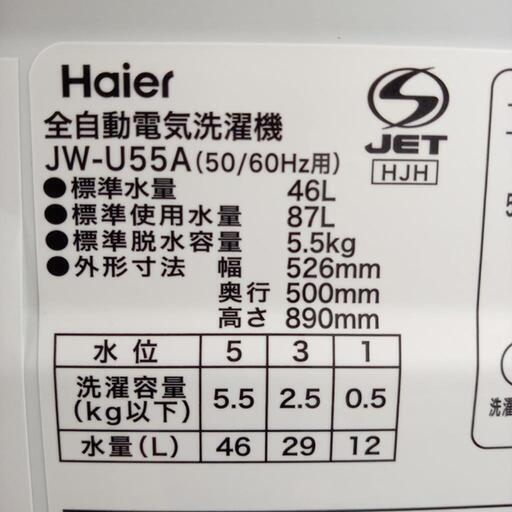 Haier
全自動電気洗濯機
JW-U55A(50/60Hz用)
S
JET
HJH
●標準水量 46L
●標準使用水量 87L
●標準脱水容量 5.5kg
●外形寸法 幅 526mm
奥行 500mm
高さ 890mm
水位 5 3 1
洗濯容量(kg以下) 5.5 2.5 0.5
水量(L) 46 29 12
洗濯